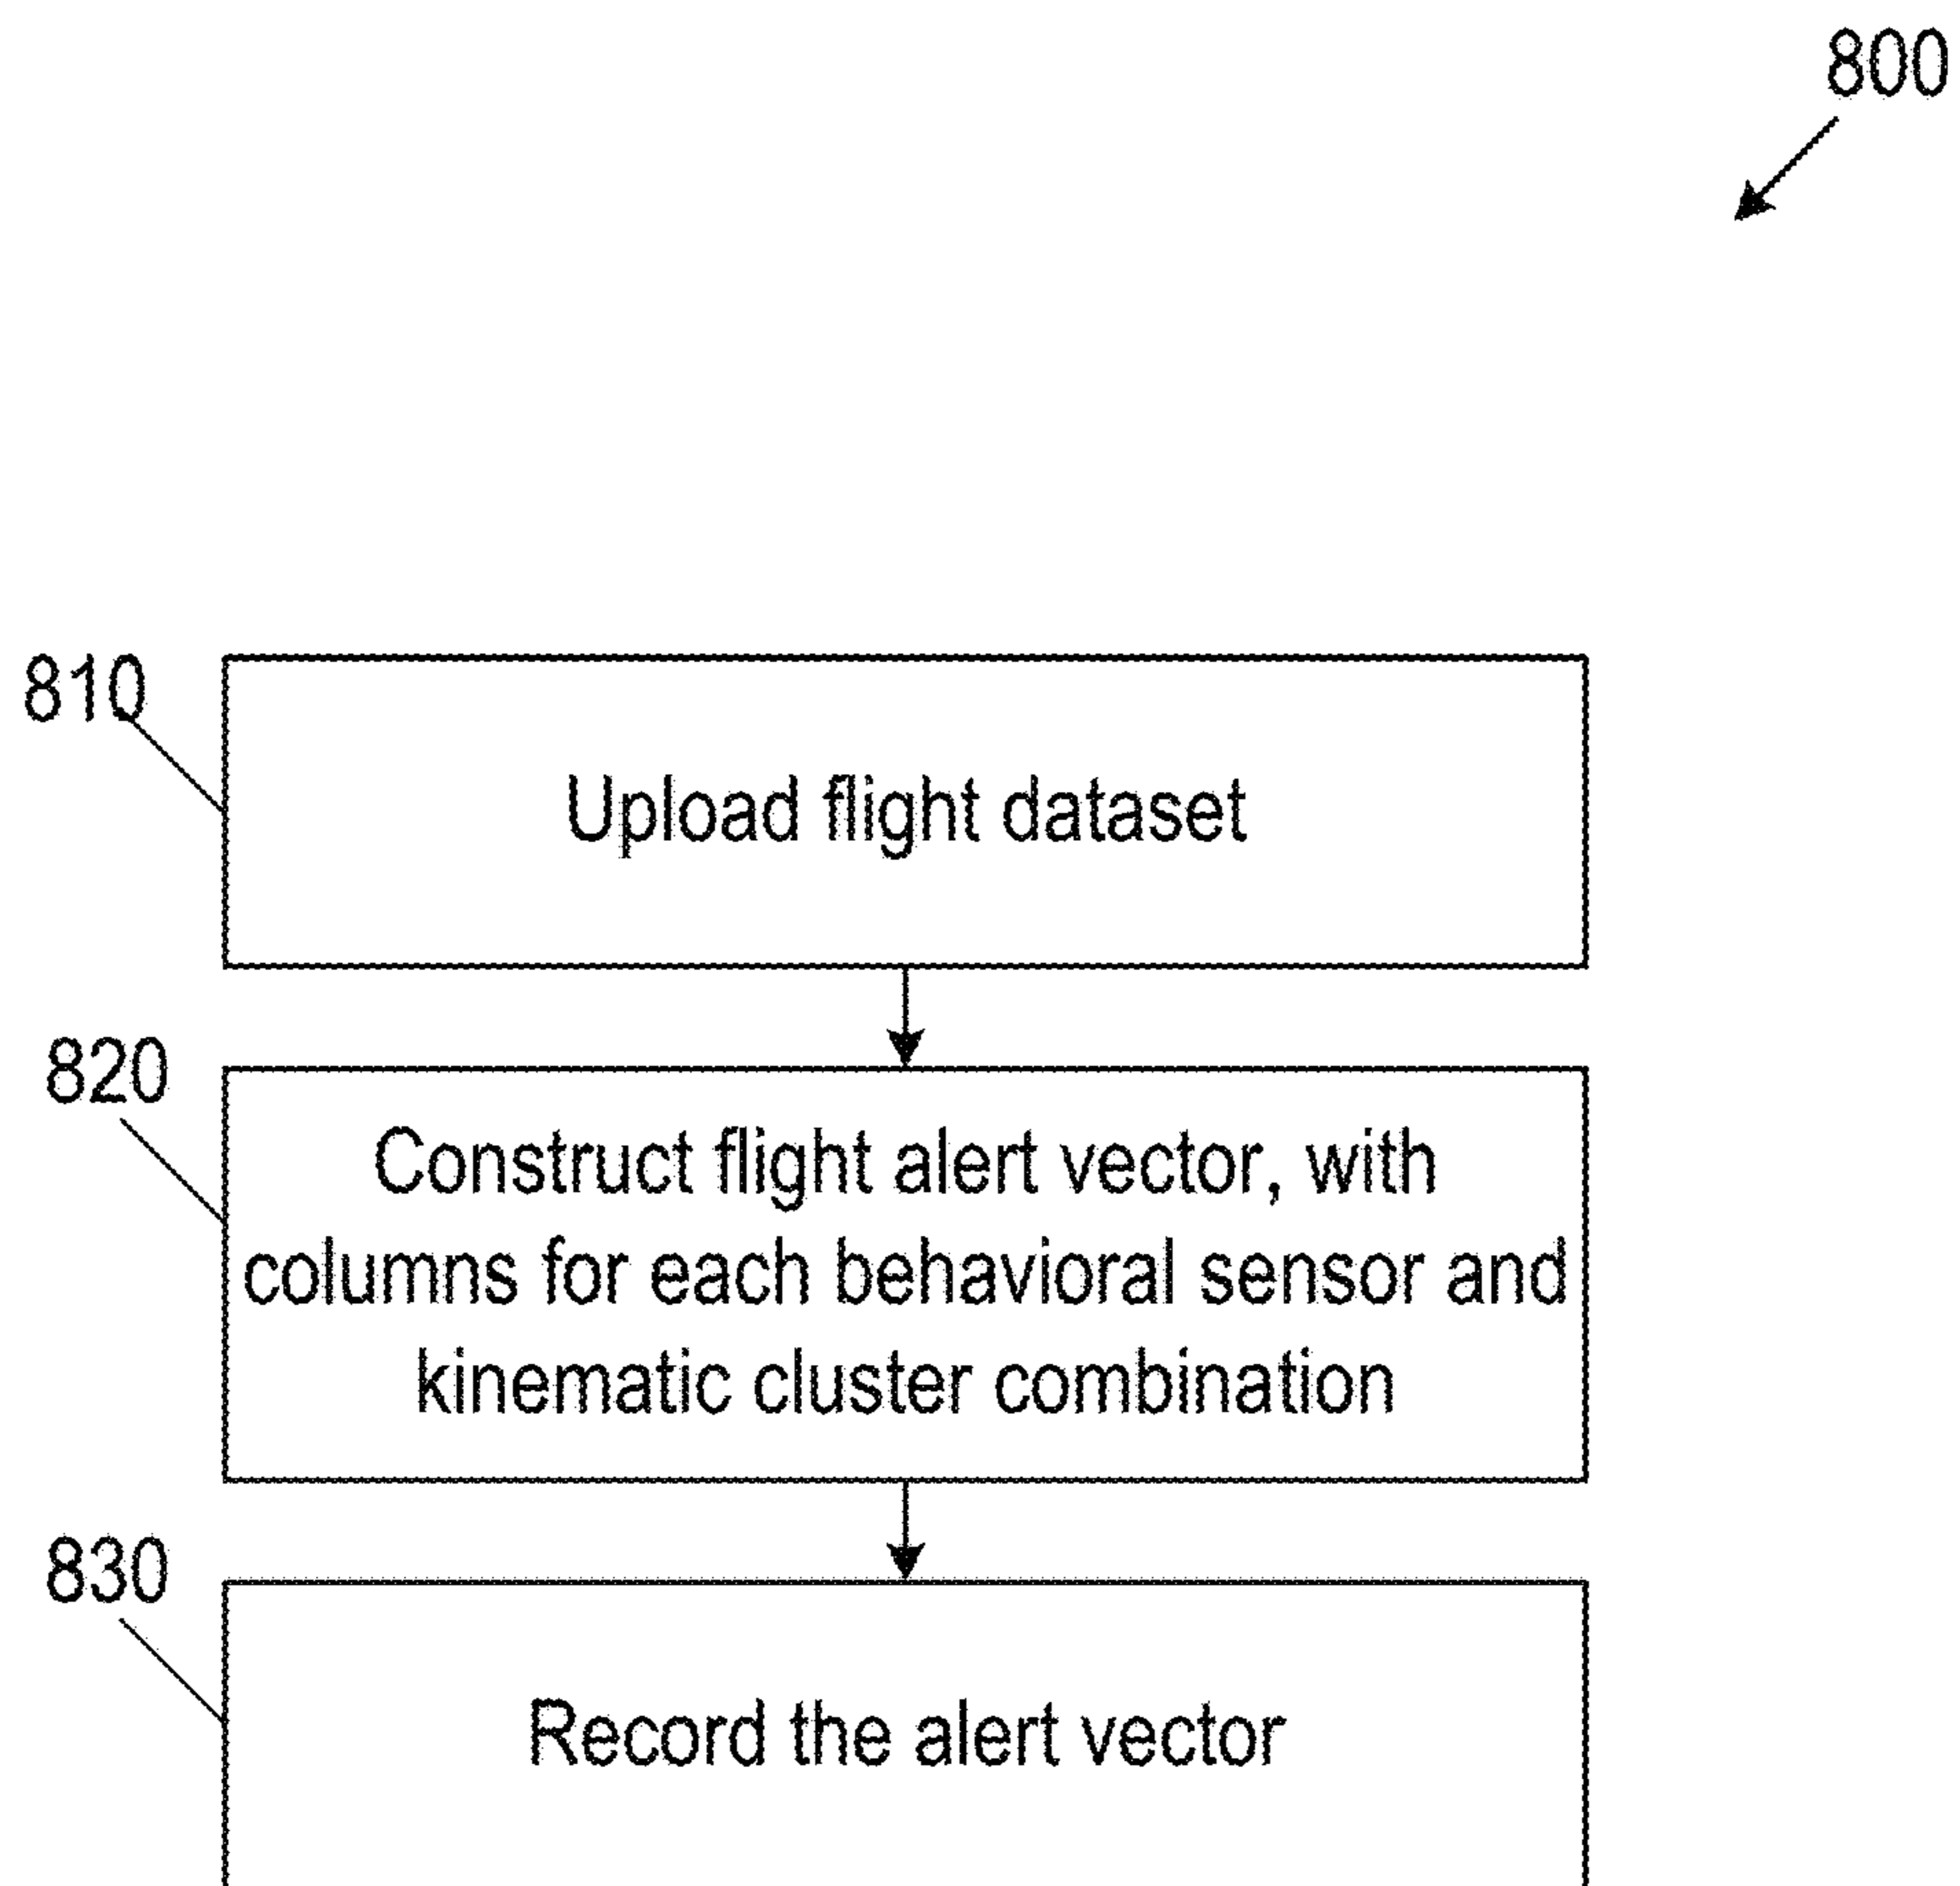 800
810
Upload flight dataset
820
Construct flight alert vector, with
columns for each behavioral sensor and
kinematic cluster combination
830
Record the alert vector